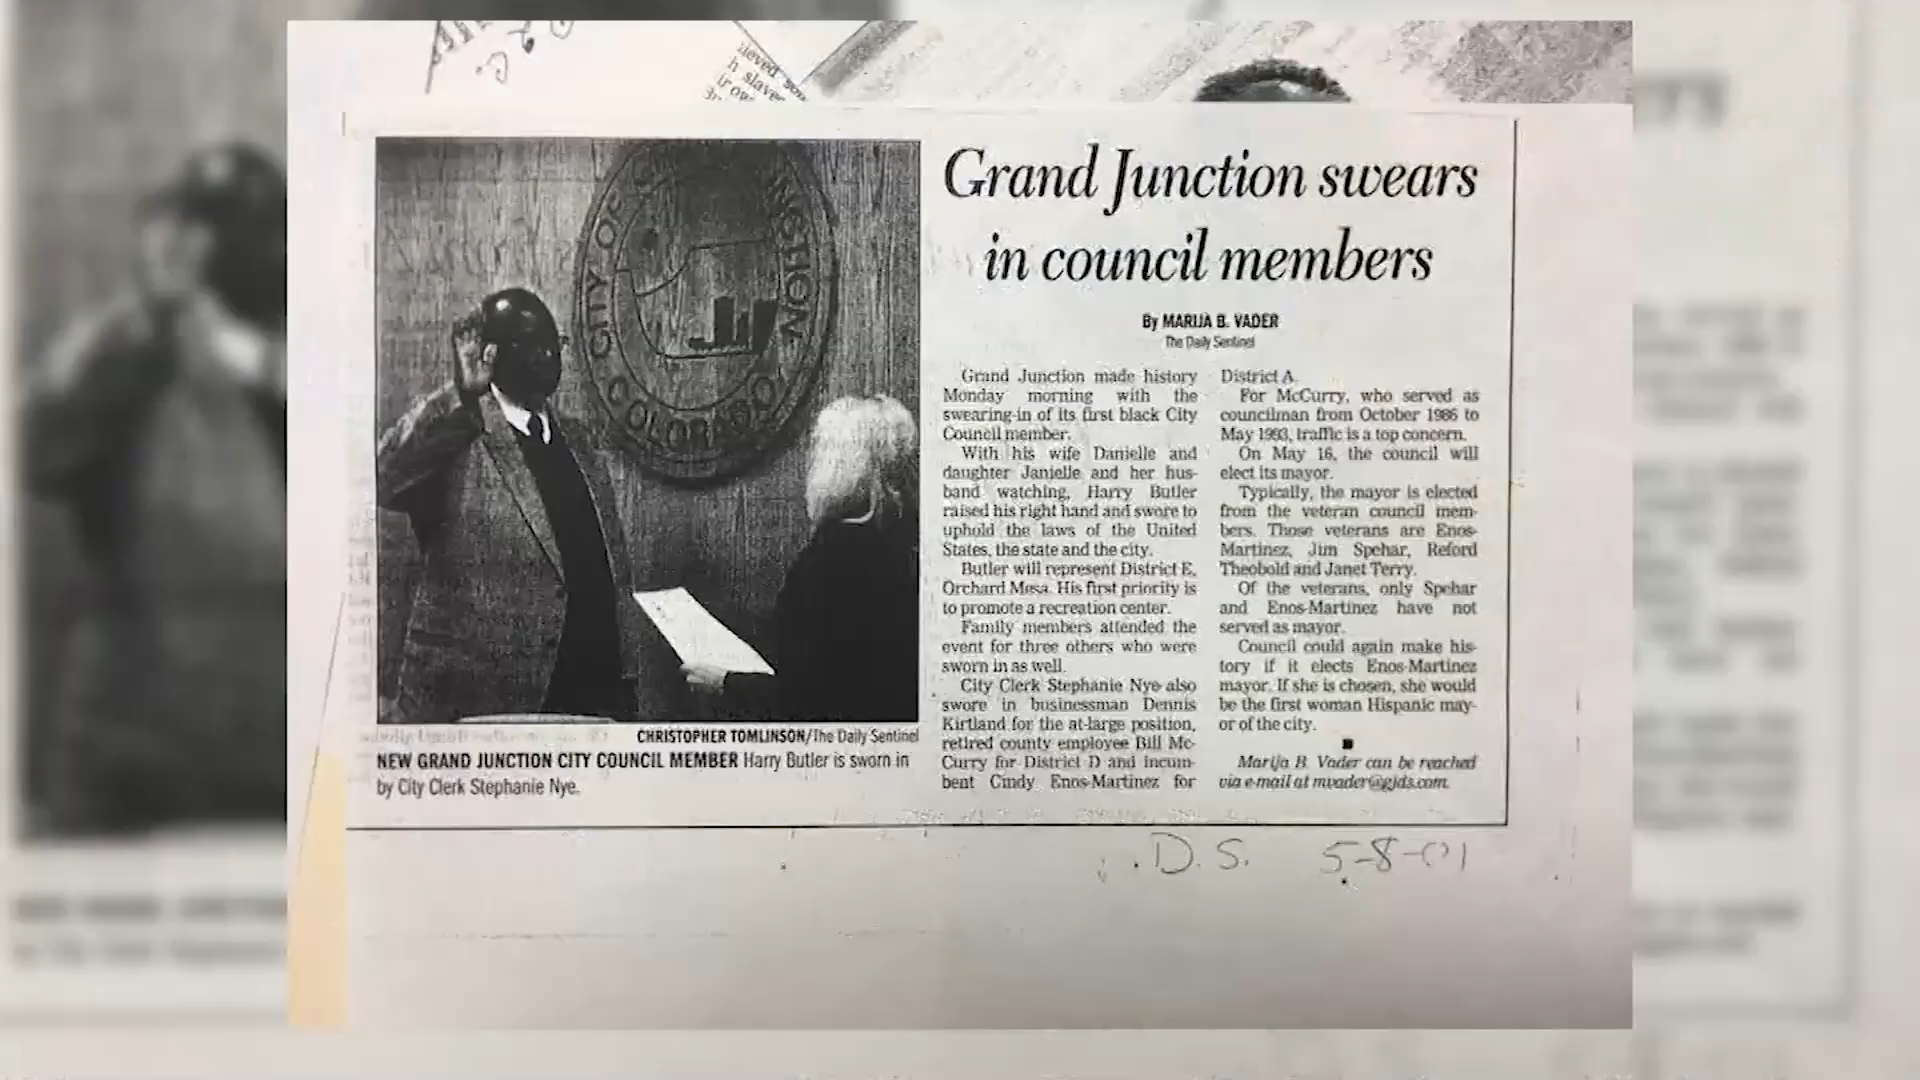 ieved
h slave
Grand Junction swears
in council members
By MARIJA B. VADER
The Daily Sentinel
Grand Junction made history
Monday morning with the
swearing-in of its first black City
Council member.
With his wife Danielle and
daughter Janielle and her hus-
band watching, Harry Butler
raised his right hand and swore to
uphold the laws of the United
States, the state and the city.
Butler will represent District E,
Orchard Mesa. His first priority is
to promote a recreation center.
Family members attended the
event for three others who were
sworn in as well.
City Clerk Stephanie Nye also
swore in businessman Dennis
Kirtland for the at-large position,
retired county employee Bill Mc-
Curry for District D and incum-
bent Cindy Enos-Martinez for
District A.
For McCurry, who served as
councilman from October 1986 to
May 1993, traffic is a top concern.
On May 16, the council will
elect its mayor.
Typically, the mayor is elected
from the veteran council mem-
bers. Those veterans are Enos-
Martinez, Jim Spehar, Reford
Theobold and Janet Terry.
Of the veterans, only Spehar
and Enos-Martinez have not
served as mayor.
Council could again make his-
tory if it elects Enos-Martinez
mayor. If she is chosen, she would
be the first woman Hispanic may-
or of the city.
Marija B. Vader can be reached
via e-mail at mvader@gjds.com.
CITY OF JUNCTION
COLORADO
CHRISTOPHER TOMLINSON/The Daily Sentinel
NEW GRAND JUNCTION CITY COUNCIL MEMBER Harry Butler is sworn in
by City Clerk Stephanie Nye.
D.S. 5-8-01